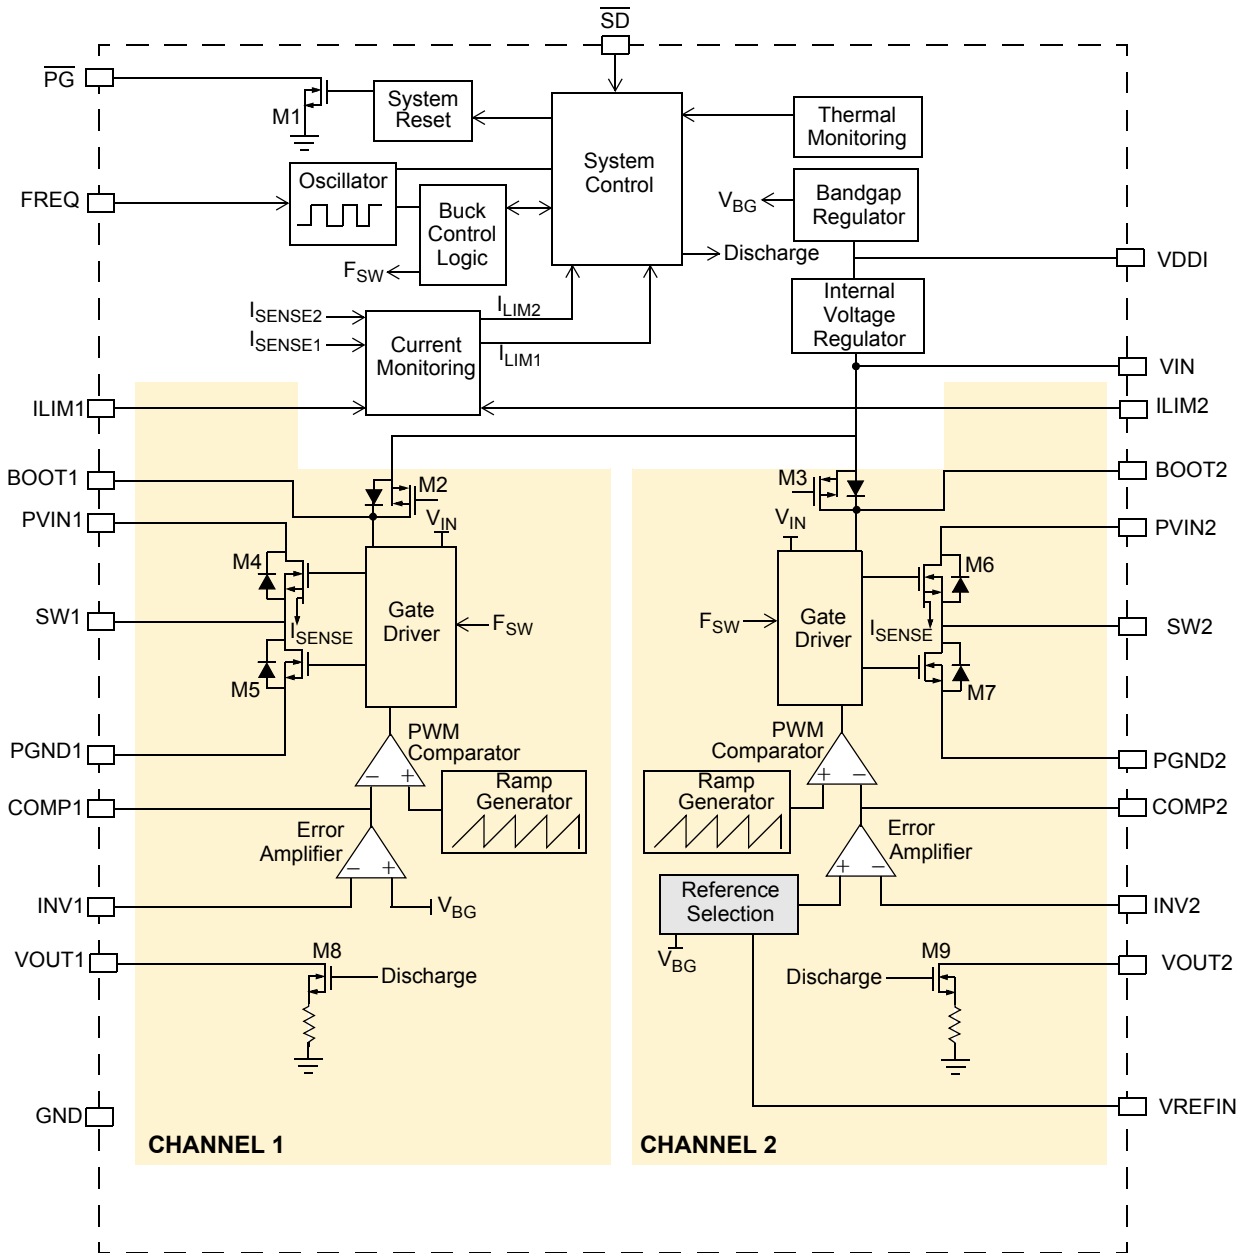 SD
PG
M1
System
Reset
System
Control
Thermal
Monitoring
FREQ
Oscillator
Buck
Control
Logic
FSW
VBG
Bandgap
Regulator
Discharge
VDDI
Internal
Voltage
Regulator
ISENSE2
ISENSE1
Current
Monitoring
ILIM2
ILIM1
VIN
ILIM1
ILIM2
BOOT1
M2
VIN
M3
VIN
BOOT2
PVIN1
M4
PVIN2
M6
SW1
ISENSE
Gate
Driver
FSW
FSW
Gate
Driver
ISENSE
SW2
M5
M7
PGND1
PWM
Comparator
− +
PWM
Comparator
+ −
PGND2
COMP1
Ramp
Generator
Ramp
Generator
COMP2
Error
Amplifier
− +
Error
Amplifier
+ −
INV1
VBG
Reference
Selection
VBG
INV2
VOUT1
M8
Discharge
Discharge
M9
VOUT2
GND
VREFIN
CHANNEL 1
CHANNEL 2